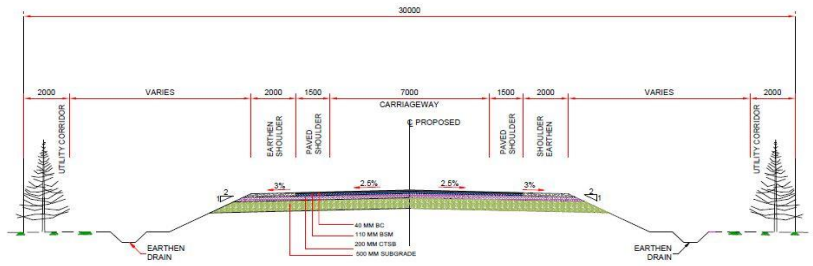 30000
2000
VARIES
2000
1500
7000
1500
2000
VARIES
2000
CARRIAGEWAY
℄ PROPOSED
UTILITY CORRIDOR
EARTHEN
SHOULDER
PAVED
SHOULDER
PAVED
SHOULDER
SHOULDER
EARTHEN
UTILITY CORRIDOR
2
1
3%
2.5%
2.5%
3%
2
1
40 MM BC
110 MM BSM
200 MM CTSB
500 MM SUBGRADE
EARTHEN
DRAIN
EARTHEN
DRAIN